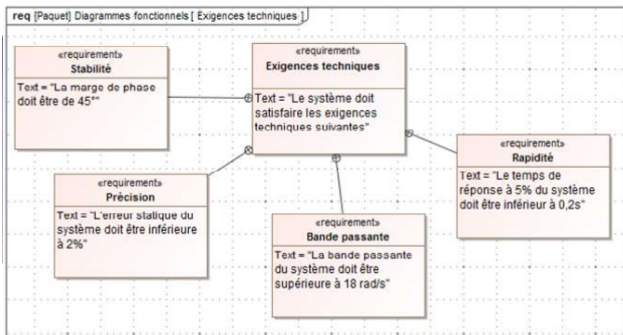 req [Paquet] Diagrammes fonctionnels [ Exigences techniques ]
«requirement»
Stabilité
Text = "La marge de phase
doit être de 45°"
«requirement»
Exigences techniques
Text = "Le système doit
satisfaire les exigences
techniques suivantes"
«requirement»
Rapidité
Text = "Le temps de
réponse à 5% du système
doit être inférieur à 0,2s"
«requirement»
Précision
Text = "L'erreur statique du
système doit être inférieure
à 2%"
«requirement»
Bande passante
Text = "La bande passante
du système doit être
supérieure à 18 rad/s"